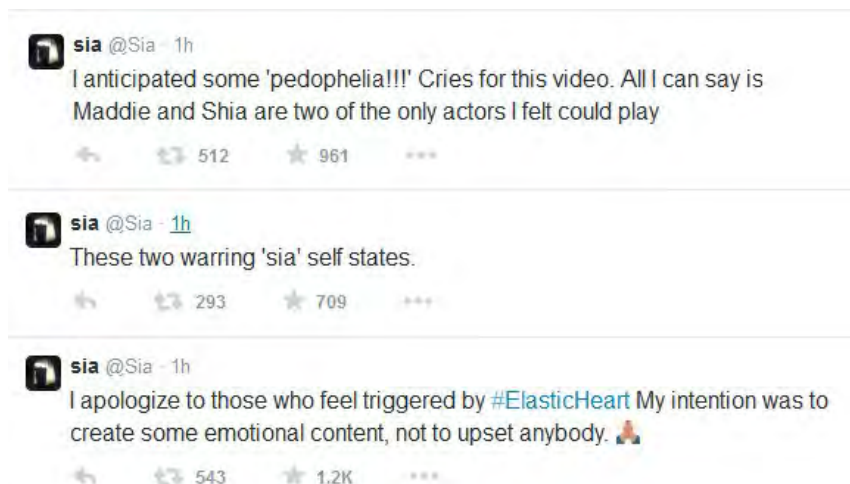 sia @Sia · 1h
I anticipated some 'pedophelia!!!' Cries for this video. All I can say is
Maddie and Shia are two of the only actors I felt could play
512 961
sia @Sia · 1h
These two warring 'sia' self states.
293 709
sia @Sia · 1h
I apologize to those who feel triggered by #ElasticHeart My intention was to
create some emotional content, not to upset anybody. 🙏
543 1.2K